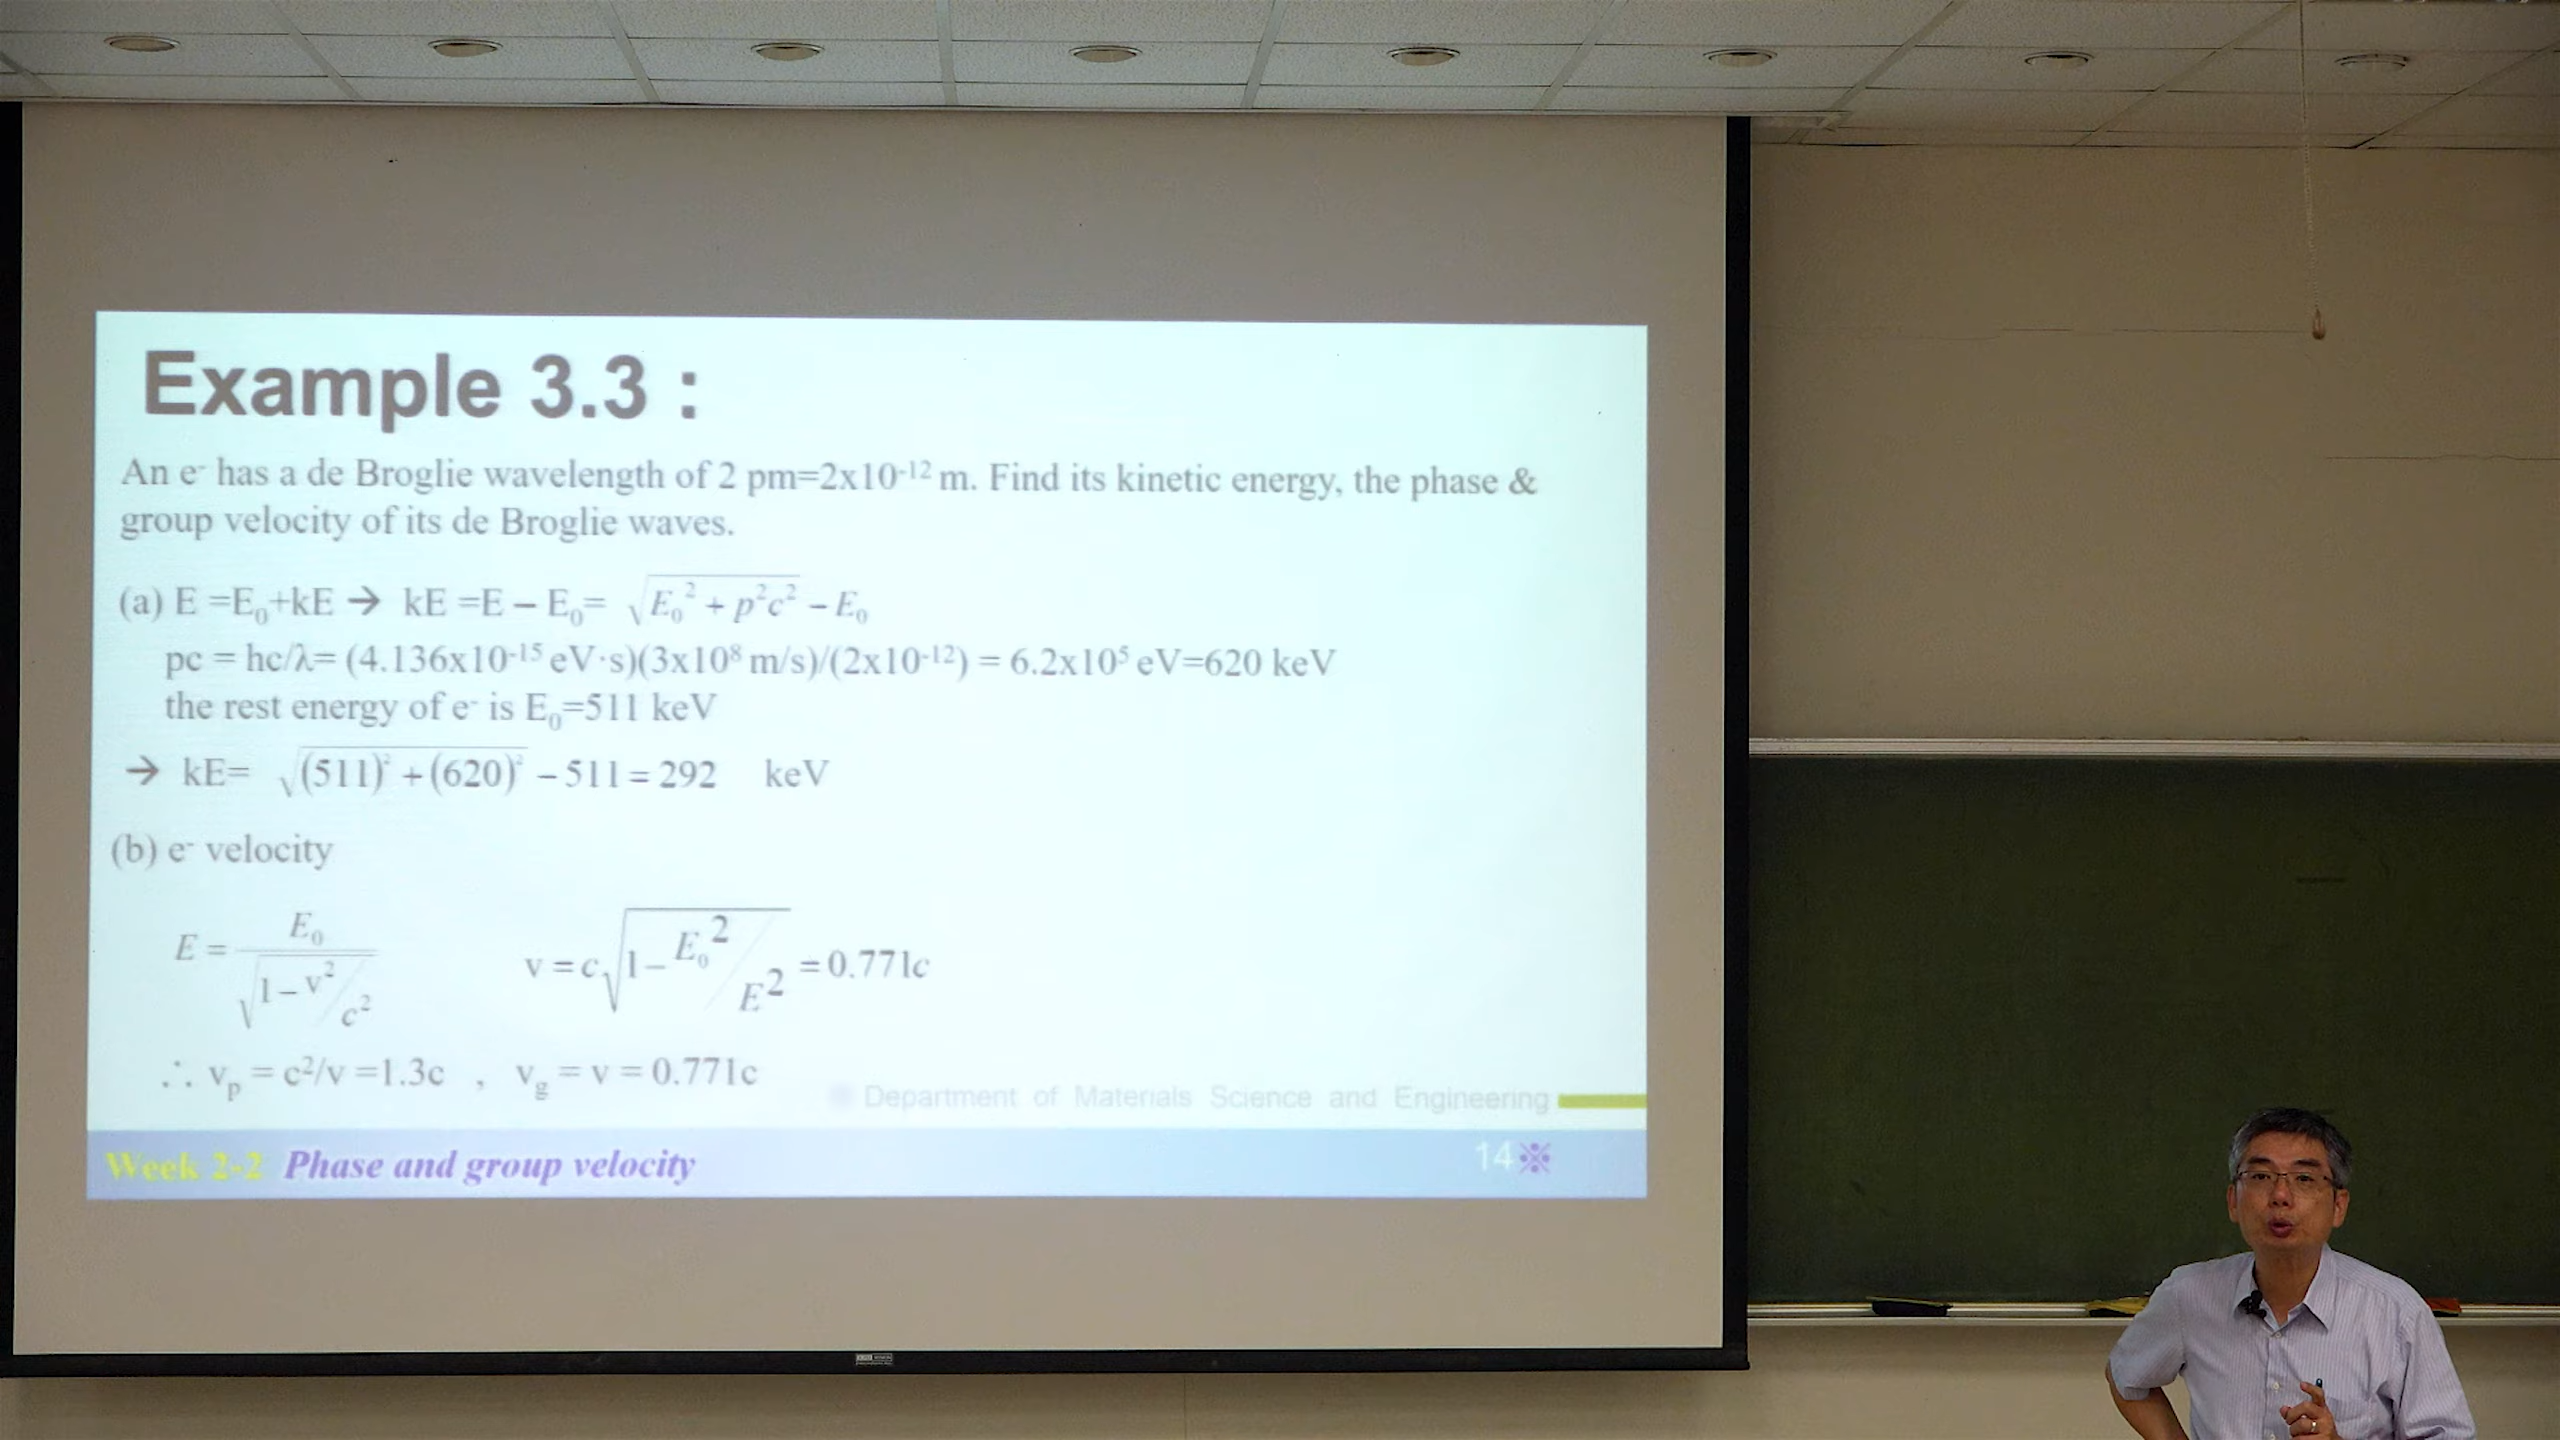 Example 3.3 :
An e⁻ has a de Broglie wavelength of 2 pm=2x10⁻¹² m. Find its kinetic energy, the phase &
group velocity of its de Broglie waves.
(a) E =E₀+kE → kE =E – E₀= √(E₀² + p²c²) – E₀
pc = hc/λ= (4.136x10⁻¹⁵ eV·s)(3x10⁸ m/s)/(2x10⁻¹²) = 6.2x10⁵ eV=620 keV
the rest energy of e⁻ is E₀=511 keV
→ kE= √((511)² + (620)²) – 511 = 292 keV
(b) e⁻ velocity
E = E₀/√(1 – v²/c²) v = c√(1 – E₀²/E²) = 0.771c
∴ vₚ = c²/v =1.3c , v_g = v = 0.771c
Department of Materials Science and Engineering
Week 2-2 Phase and group velocity 14※